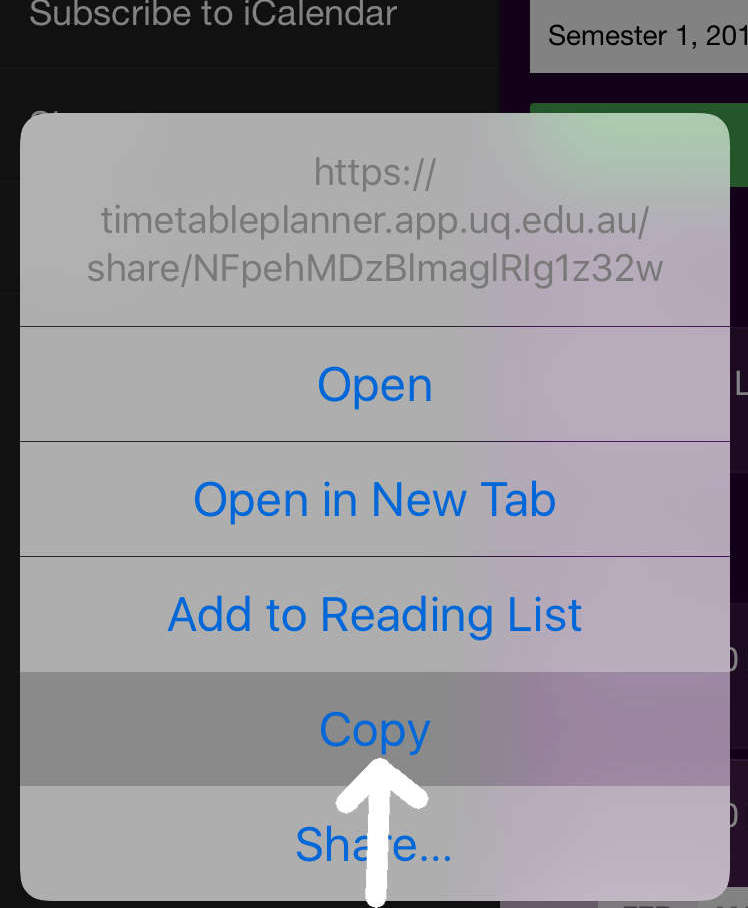 Subscribe to iCalendar
Semester 1, 201
https://
timetableplanner.app.uq.edu.au/
share/NFpehMDzBlmaglRIg1z32w
Open
Open in New Tab
Add to Reading List
Copy
Share...